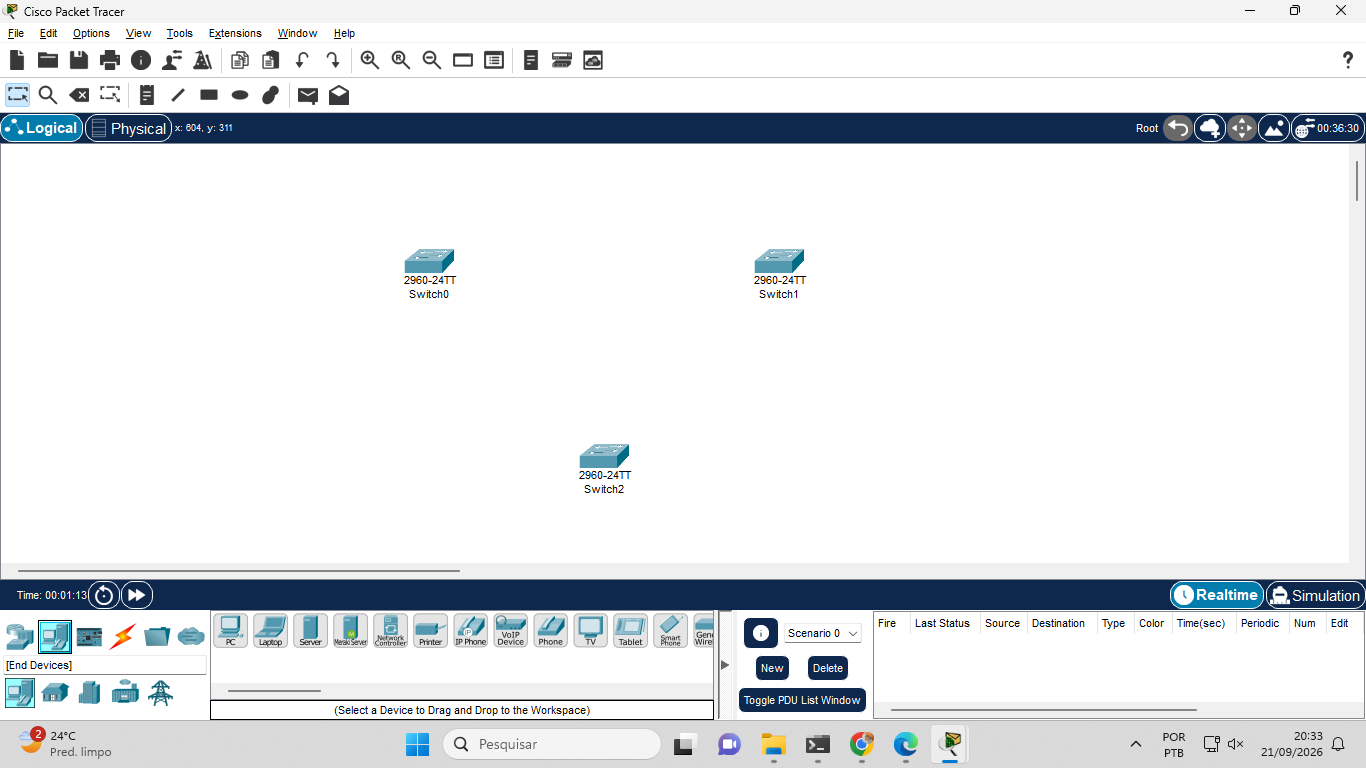 Cisco Packet Tracer
File Edit Options View Tools Extensions Window Help
Logical Physical x: 604, y: 311 Root 00:36:30
2960-24TT
Switch0
2960-24TT
Switch1
2960-24TT
Switch2
Time: 00:01:13 Realtime Simulation
PC Laptop Server Meraki Server Network Controller Printer IP Phone VoIP Device Phone TV Tablet Smart Phone
[End Devices]
(Select a Device to Drag and Drop to the Workspace)
Scenario 0
New Delete
Toggle PDU List Window
Fire Last Status Source Destination Type Color Time(sec) Periodic Num Edit
2
24°C
Pred. limpo
Pesquisar
POR
PTB
20:33
21/09/2026